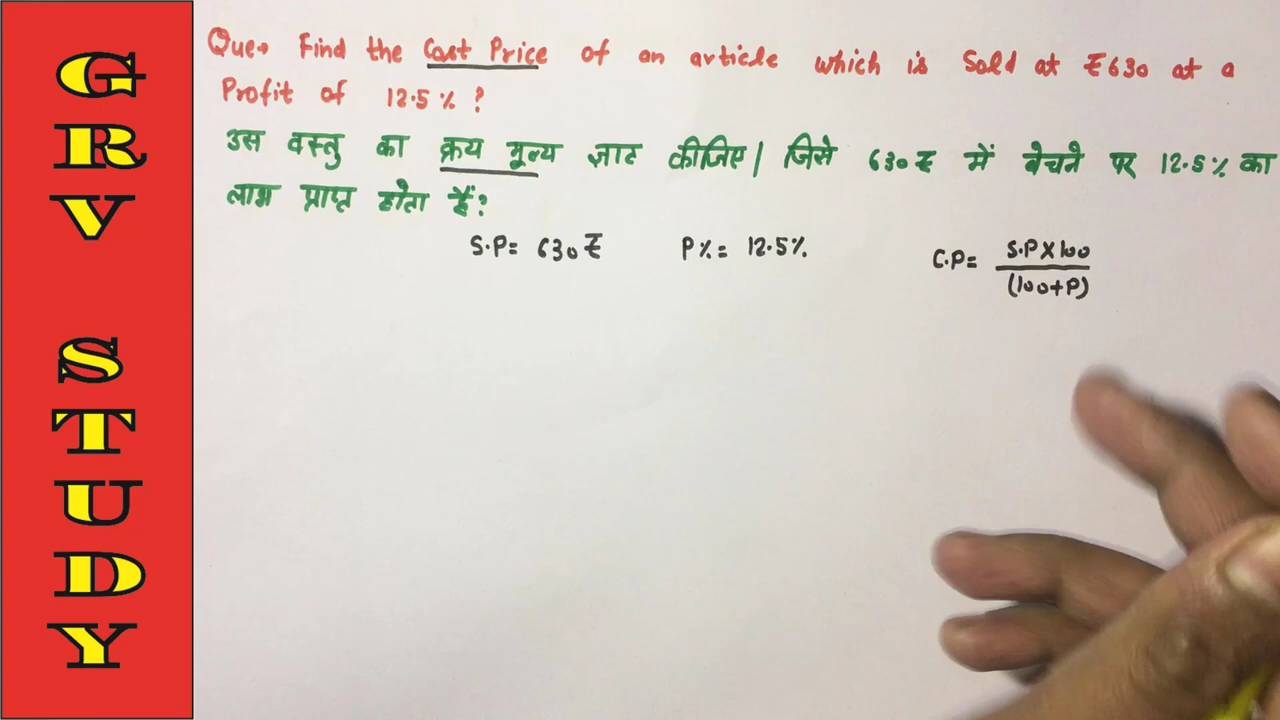 GRV STUDY
Que→ Find the Cost Price of an article which is Sold at ₹630 at a
Profit of 12.5% ?
उस वस्तु का क्रय मूल्य ज्ञात कीजिए| जिसे 630₹ में बेचने पर 12.5% का
लाभ प्राप्त होता हैं?
S.P= 630₹ P%= 12.5% C.P= S.P×100
(100+P)